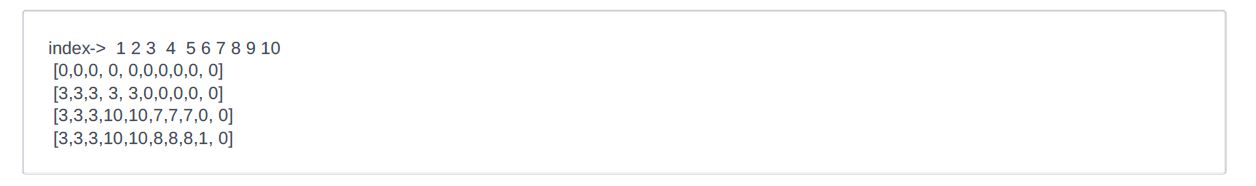 index->  1 2 3  4  5 6 7 8 9 10
[0,0,0, 0, 0,0,0,0,0, 0]
[3,3,3, 3, 3,0,0,0,0, 0]
[3,3,3,10,10,7,7,7,0, 0]
[3,3,3,10,10,8,8,8,1, 0]